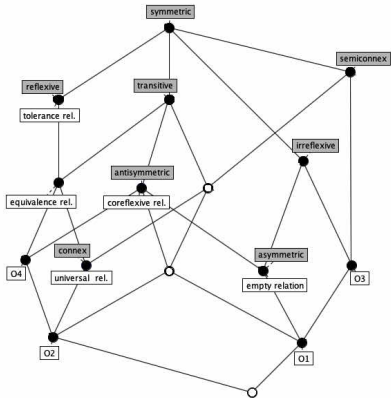 symmetric
semiconnex
reflexive
transitive
tolerance rel.
irreflexive
antisymmetric
equivalence rel.
coreflexive rel.
connex
asymmetric
O4
universal rel.
empty relation
O3
O2
O1